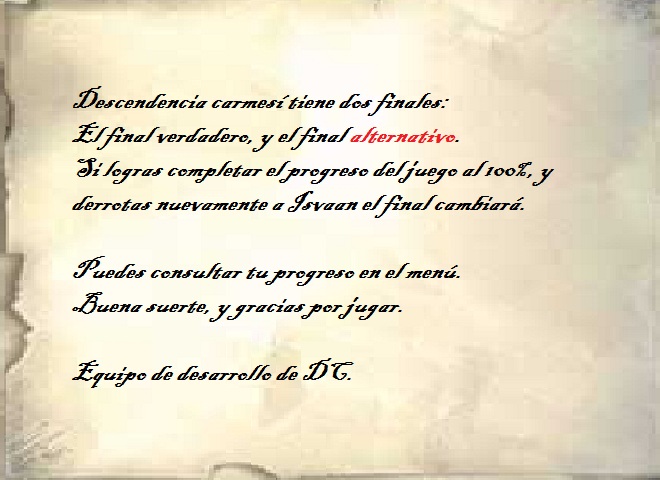 Descendencia carmesí tiene dos finales:
El final verdadero, y el final alternativo.
Si logras completar el progreso del juego al 100%, y
derrotas nuevamente a Isvaan el final cambiará.
Puedes consultar tu progreso en el menú.
Buena suerte, y gracias por jugar.
Equipo de desarrollo de DC.